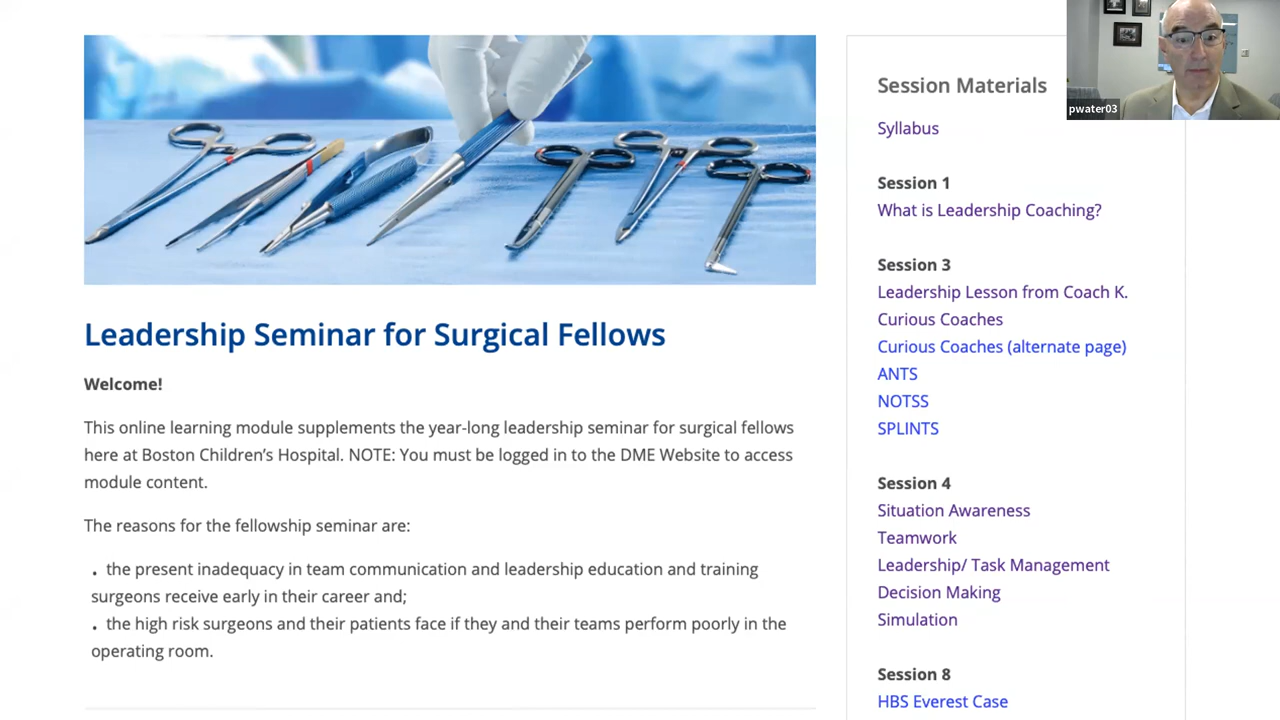 Leadership Seminar for Surgical Fellows
Welcome!
This online learning module supplements the year-long leadership seminar for surgical fellows
here at Boston Children’s Hospital. NOTE: You must be logged in to the DME Website to access
module content.
The reasons for the fellowship seminar are:
• the present inadequacy in team communication and leadership education and training
surgeons receive early in their career and;
• the high risk surgeons and their patients face if they and their teams perform poorly in the
operating room.
Session Materials
Syllabus
Session 1
What is Leadership Coaching?
Session 3
Leadership Lesson from Coach K.
Curious Coaches
Curious Coaches (alternate page)
ANTS
NOTSS
SPLINTS
Session 4
Situation Awareness
Teamwork
Leadership/ Task Management
Decision Making
Simulation
Session 8
HBS Everest Case
pwater03